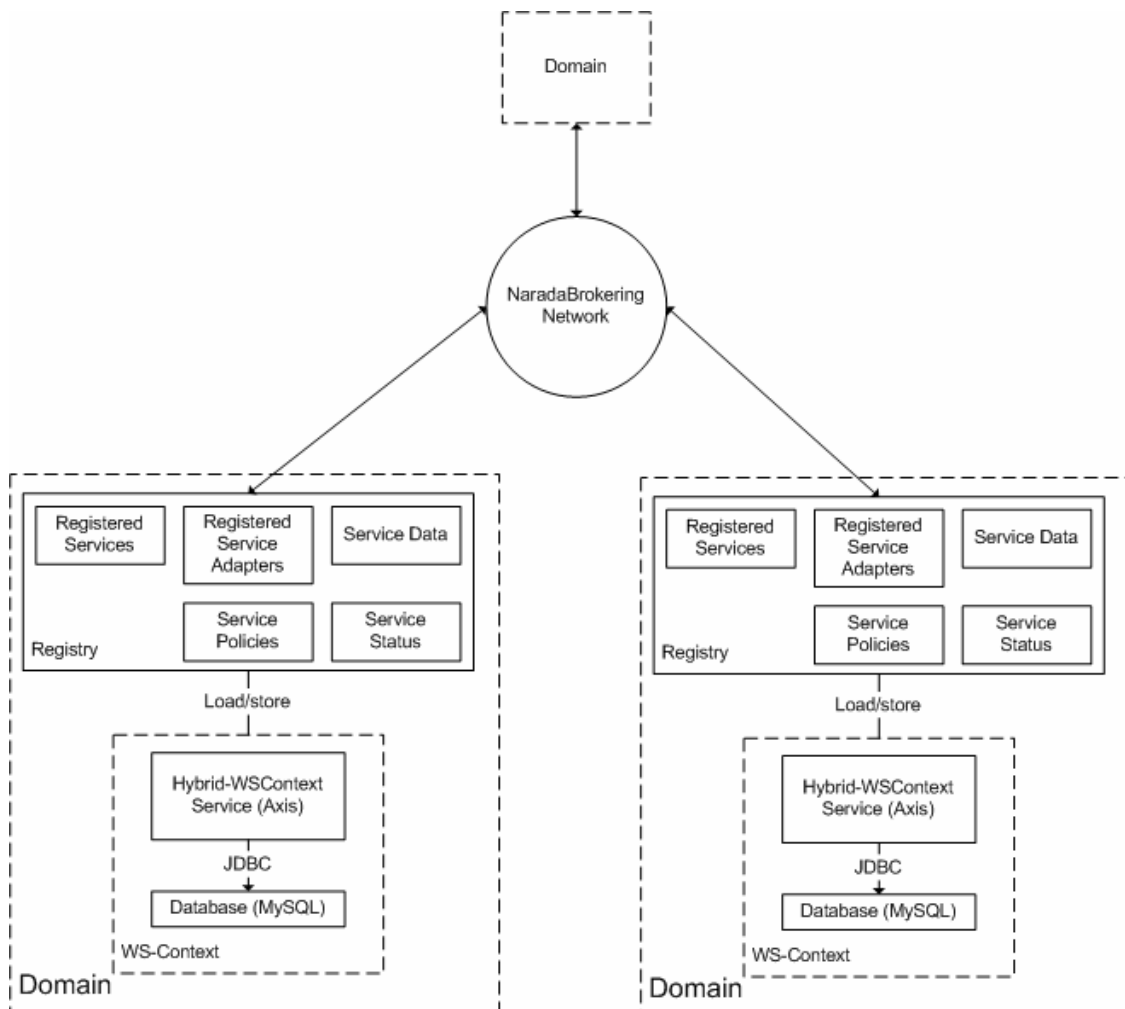 Domain
NaradaBrokering
Network
Registered
Services
Registered
Service
Adapters
Service Data
Service
Policies
Service
Status
Registry
Load/store
Hybrid-WSContext
Service (Axis)
JDBC
Database (MySQL)
WS-Context
Domain
Registered
Services
Registered
Service
Adapters
Service Data
Service
Policies
Service
Status
Registry
Load/store
Hybrid-WSContext
Service (Axis)
JDBC
Database (MySQL)
WS-Context
Domain